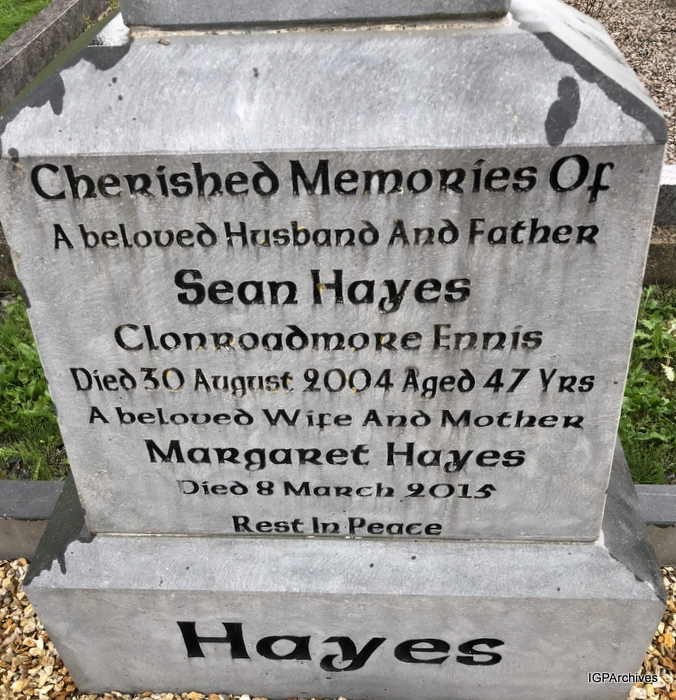 Cherished Memories Of
A beloved Husband And Father
Sean Hayes
Clonroadmore Ennis
Died 30 August 2004 Aged 47 Yrs
A beloved Wife And Mother
Margaret Hayes
Died 8 March 2015
Rest In Peace
Hayes
IGPArchives